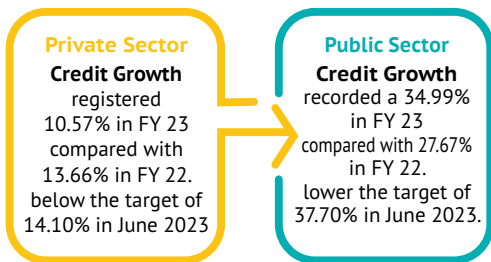 Private Sector
Credit Growth
registered
10.57% in FY 23
compared with
13.66% in FY 22.
below the target of
14.10% in June 2023
Public Sector
Credit Growth
recorded a 34.99%
in FY 23
compared with 27.67%
in FY 22.
lower the target of
37.70% in June 2023.